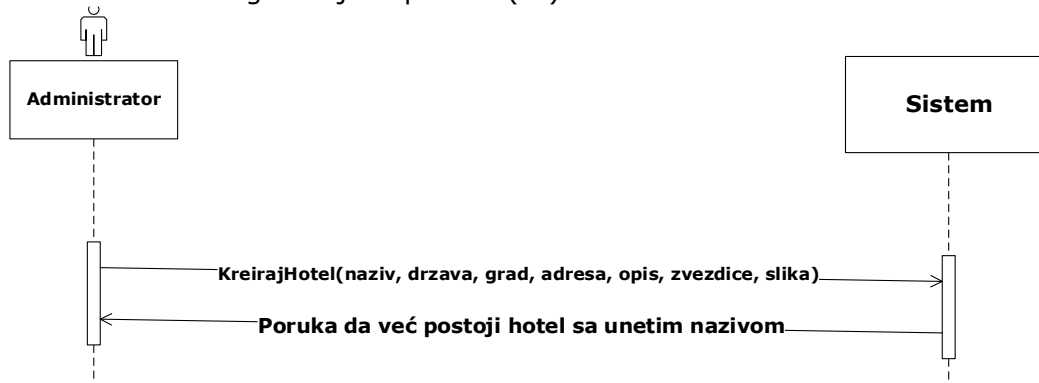 Administrator
Sistem
KreirajHotel(naziv, drzava, grad, adresa, opis, zvezdice, slika)
Poruka da već postoji hotel sa unetim nazivom